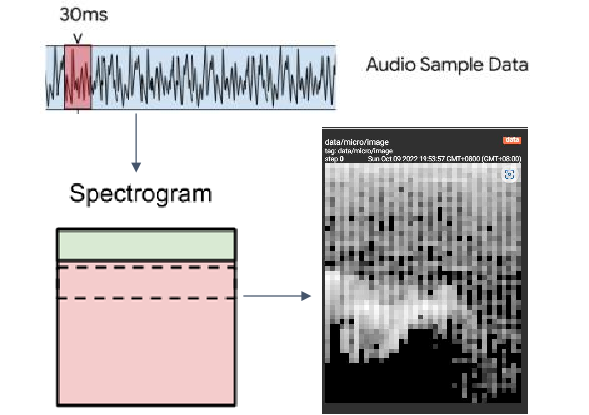 30ms
Audio Sample Data
Spectrogram
data/micro/image
data
tag: data/micro/image
step 0 Sun Oct 09 2022 19:53:57 GMT+0800 (GMT+08:00)